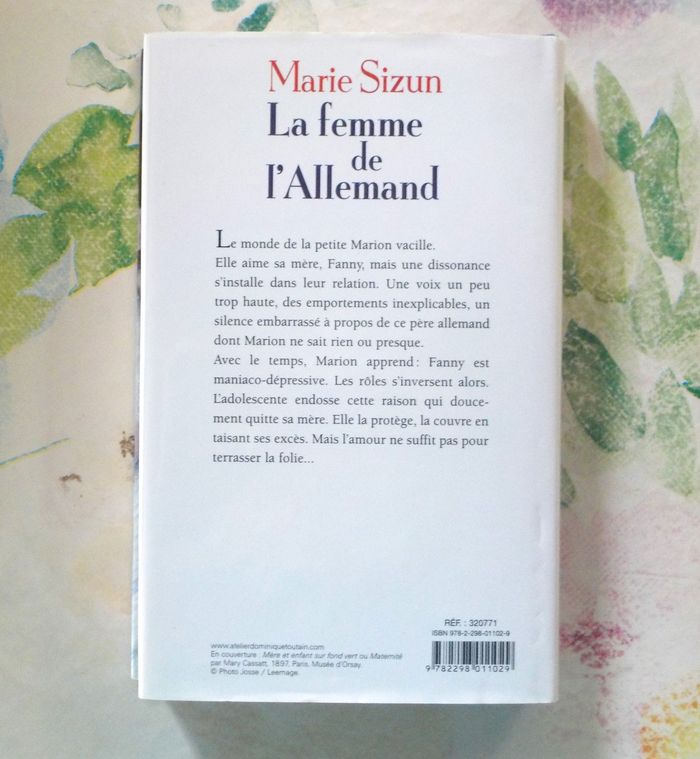 Marie Sizun
La femme
de
l'Allemand
Le monde de la petite Marion vacille.
Elle aime sa mère, Fanny, mais une dissonance
s'installe dans leur relation. Une voix un peu
trop haute, des emportements inexplicables, un
silence embarrassé à propos de ce père allemand
dont Marion ne sait rien ou presque.
Avec le temps, Marion apprend : Fanny est
maniaco-dépressive. Les rôles s'inversent alors.
L'adolescente endosse cette raison qui douce-
ment quitte sa mère. Elle la protège, la couvre en
taisant ses excès. Mais l'amour ne suffit pas pour
terrasser la folie...
RÉF. : 320771
ISBN 978-2-298-01102-9
www.atelierdominiquetoutain.com
En couverture : Mère et enfant sur fond vert ou Maternité
par Mary Cassatt, 1897, Paris, Musée d'Orsay.
© Photo Josse / Leemage.
9 782298 011029